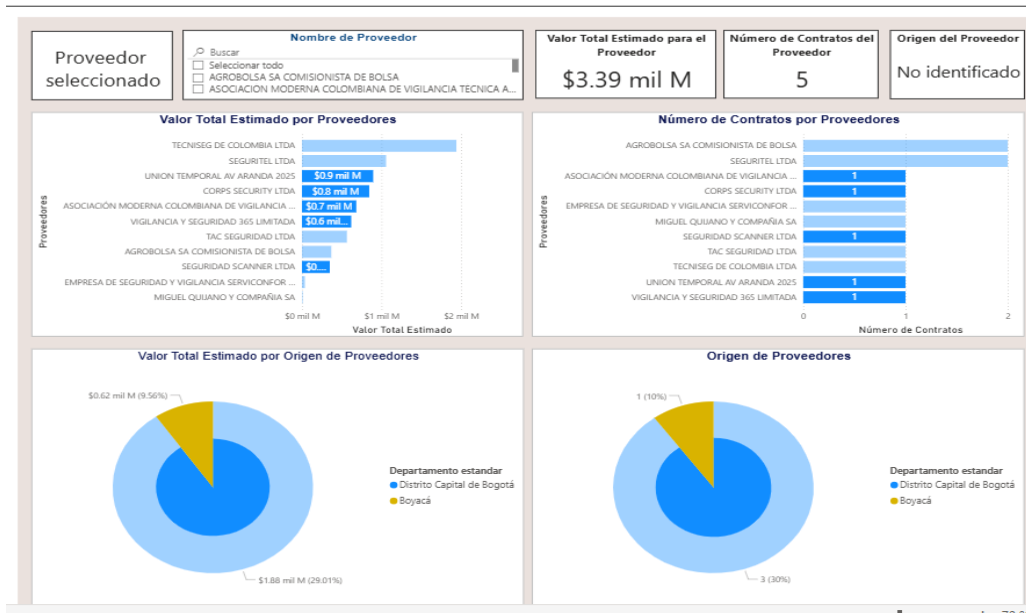 Proveedor
seleccionado
Nombre de Proveedor
Buscar
Seleccionar todo
AGROBOLSA SA COMISIONISTA DE BOLSA
ASOCIACION MODERNA COLOMBIANA DE VIGILANCIA TECNICA A...
Valor Total Estimado para el
Proveedor
$3.39 mil M
Número de Contratos del
Proveedor
5
Origen del Proveedor
No identificado
Valor Total Estimado por Proveedores
Proveedores
TECNISEG DE COLOMBIA LTDA
SEGURITEL LTDA
UNION TEMPORAL AV ARANDA 2025 $0.9 mil M
CORPS SECURITY LTDA $0.8 mil M
ASOCIACIÓN MODERNA COLOMBIANA DE VIGILANCIA ... $0.7 mil M
VIGILANCIA Y SEGURIDAD 365 LIMITADA $0.6 mil...
TAC SEGURIDAD LTDA
AGROBOLSA SA COMISIONISTA DE BOLSA
SEGURIDAD SCANNER LTDA $0....
EMPRESA DE SEGURIDAD Y VIGILANCIA SERVICONFOR ...
MIGUEL QUIJANO Y COMPAÑIA SA
$0 mil M $1 mil M $2 mil M
Valor Total Estimado
Número de Contratos por Proveedores
Proveedores
AGROBOLSA SA COMISIONISTA DE BOLSA
SEGURITEL LTDA
ASOCIACIÓN MODERNA COLOMBIANA DE VIGILANCIA ... 1
CORPS SECURITY LTDA 1
EMPRESA DE SEGURIDAD Y VIGILANCIA SERVICONFOR ...
MIGUEL QUIJANO Y COMPAÑIA SA
SEGURIDAD SCANNER LTDA 1
TAC SEGURIDAD LTDA
TECNISEG DE COLOMBIA LTDA
UNION TEMPORAL AV ARANDA 2025 1
VIGILANCIA Y SEGURIDAD 365 LIMITADA 1
0 1 2
Número de Contratos
Valor Total Estimado por Origen de Proveedores
$0.62 mil M (9.56%)
$1.88 mil M (29.01%)
Departamento estandar
Distrito Capital de Bogotá
Boyacá
Origen de Proveedores
1 (10%)
3 (30%)
Departamento estandar
Distrito Capital de Bogotá
Boyacá